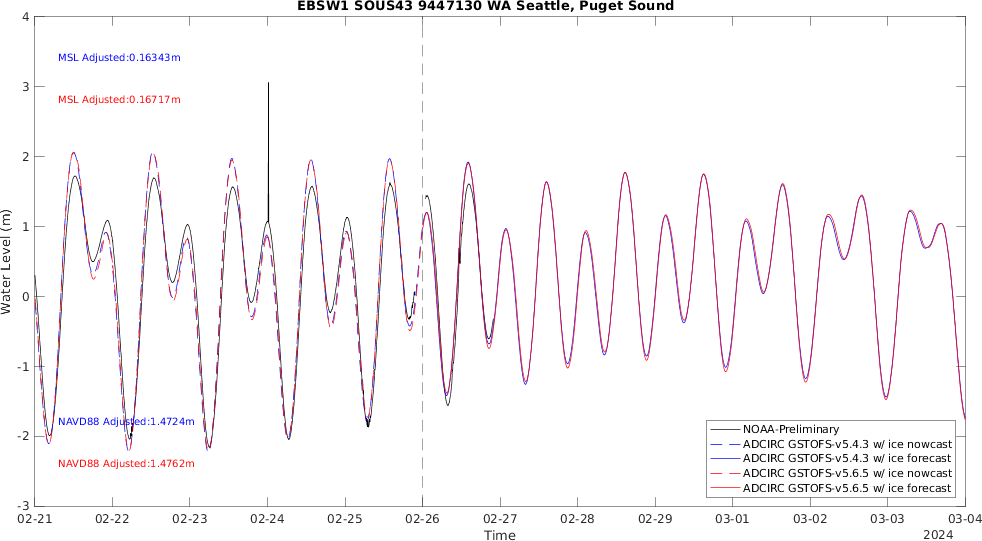 EBSW1 SOUS43 9447130 WA Seattle, Puget Sound
4
3
2
1
0
-1
-2
-3
Water Level (m)
MSL Adjusted:0.16343m
MSL Adjusted:0.16717m
NAVD88 Adjusted:1.4724m
NAVD88 Adjusted:1.4762m
NOAA-Preliminary
ADCIRC GSTOFS-v5.4.3 w/ ice nowcast
ADCIRC GSTOFS-v5.4.3 w/ ice forecast
ADCIRC GSTOFS-v5.6.5 w/ ice nowcast
ADCIRC GSTOFS-v5.6.5 w/ ice forecast
02-21 02-22 02-23 02-24 02-25 02-26 02-27 02-28 02-29 03-01 03-02 03-03 03-04
Time
2024